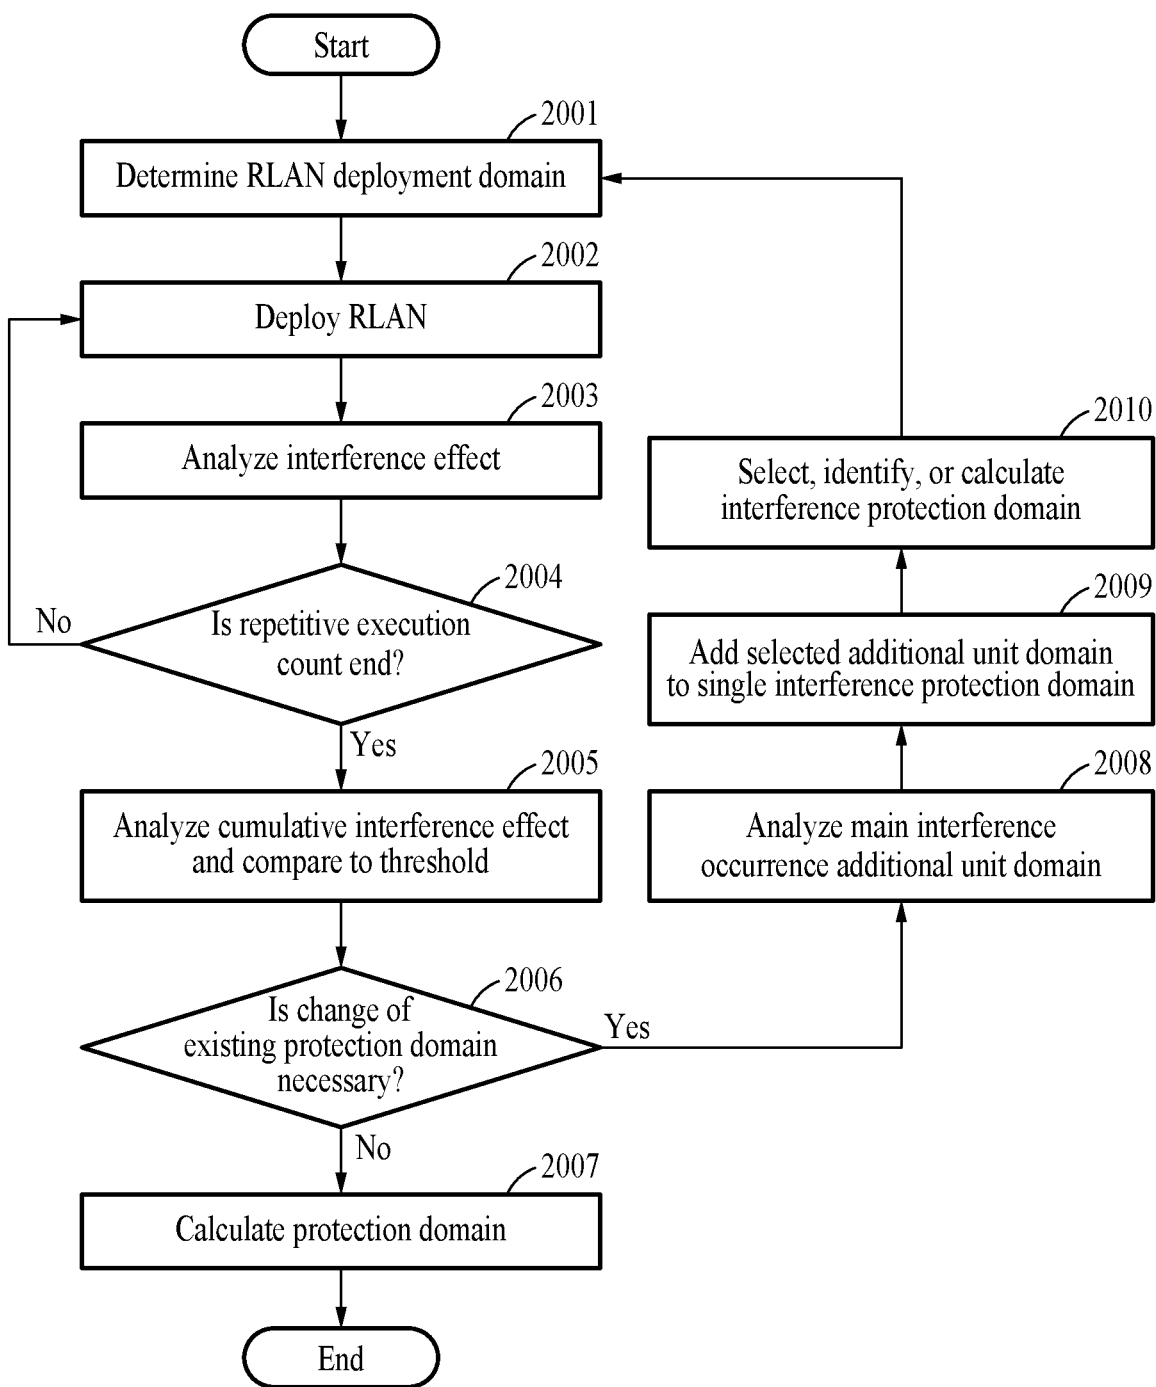 Start
2001
Determine RLAN deployment domain
2002
Deploy RLAN
2003
Analyze interference effect
2004
Is repetitive execution
count end?
No
Yes
2005
Analyze cumulative interference effect
and compare to threshold
2006
Is change of
existing protection domain
necessary?
Yes
No
2007
Calculate protection domain
End
2010
Select, identify, or calculate
interference protection domain
2009
Add selected additional unit domain
to single interference protection domain
2008
Analyze main interference
occurrence additional unit domain